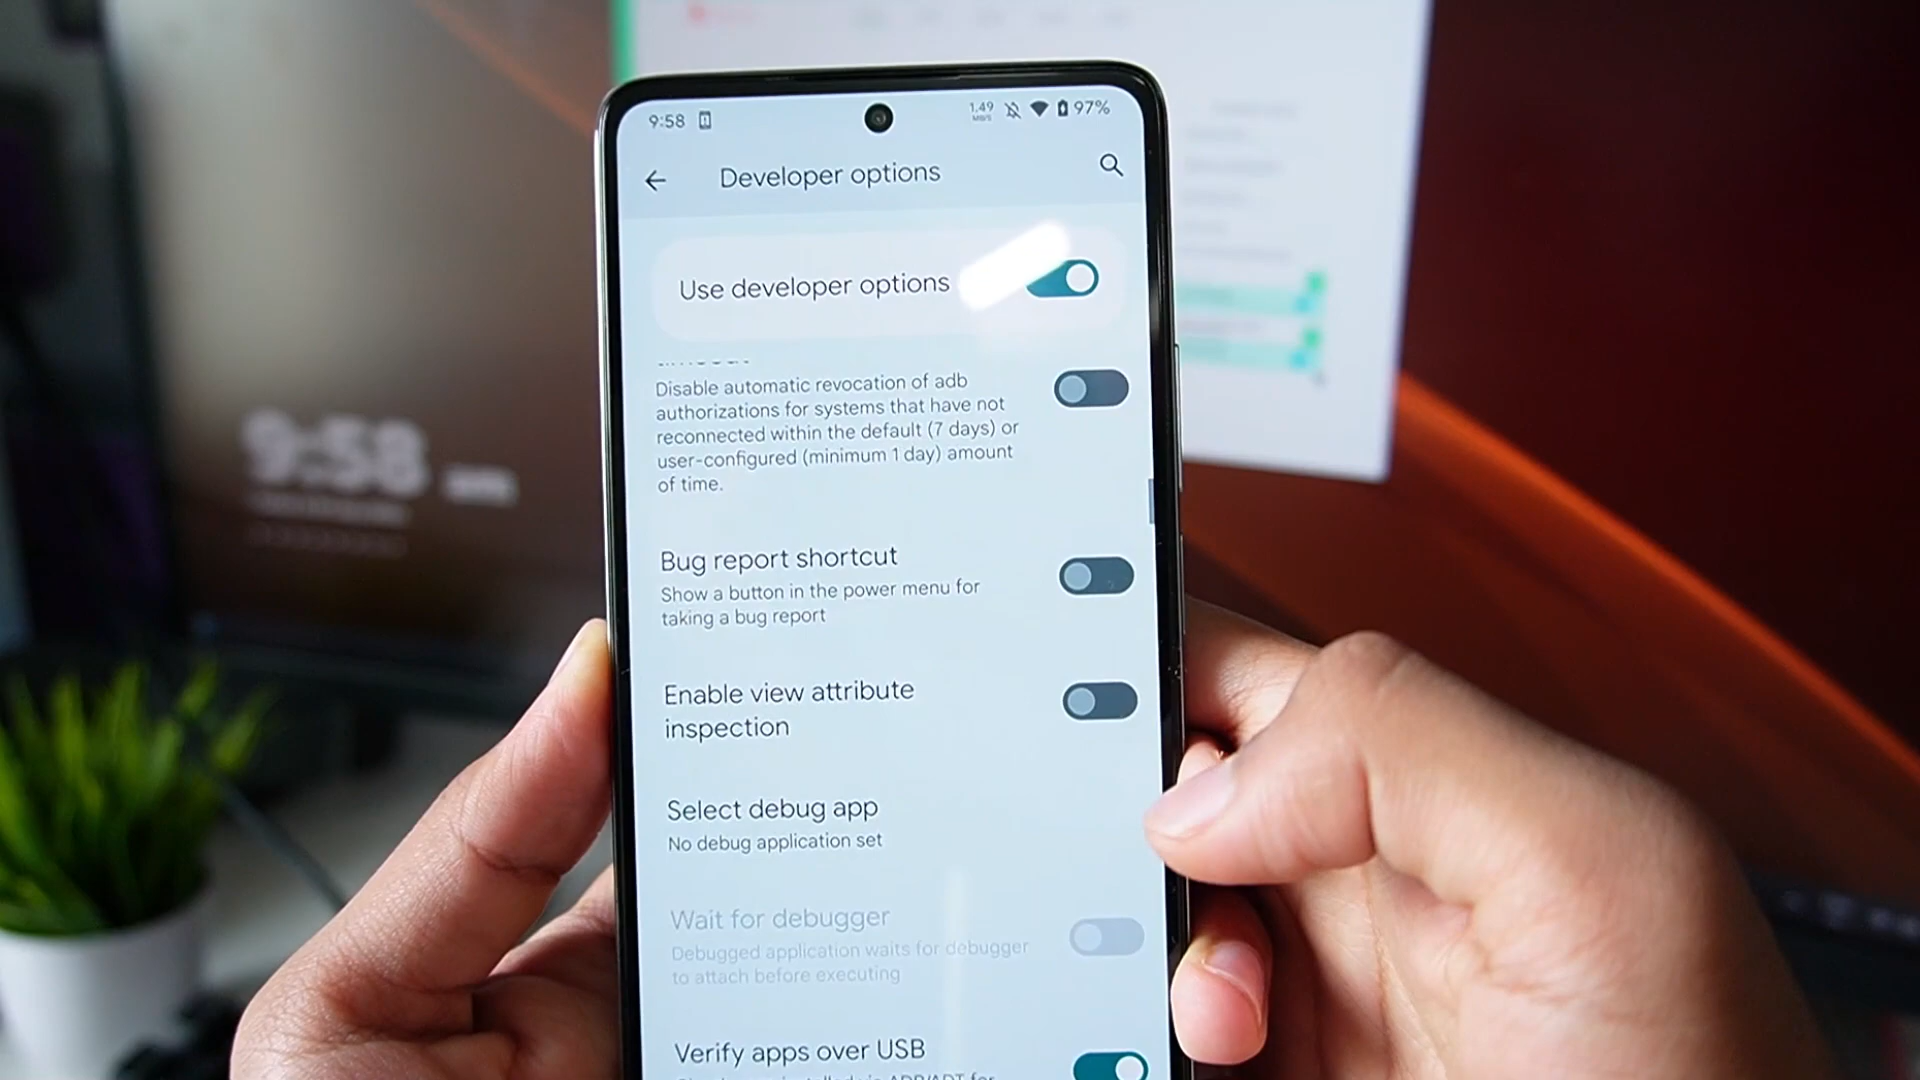 9:58
1.49
MB/S
97%
Developer options
Use developer options
Disable automatic revocation of adb
authorizations for systems that have not
reconnected within the default (7 days) or
user-configured (minimum 1 day) amount
of time.
Bug report shortcut
Show a button in the power menu for
taking a bug report
Enable view attribute
inspection
Select debug app
No debug application set
Wait for debugger
Debugged application waits for debugger
to attach before executing
Verify apps over USB
9:58 am